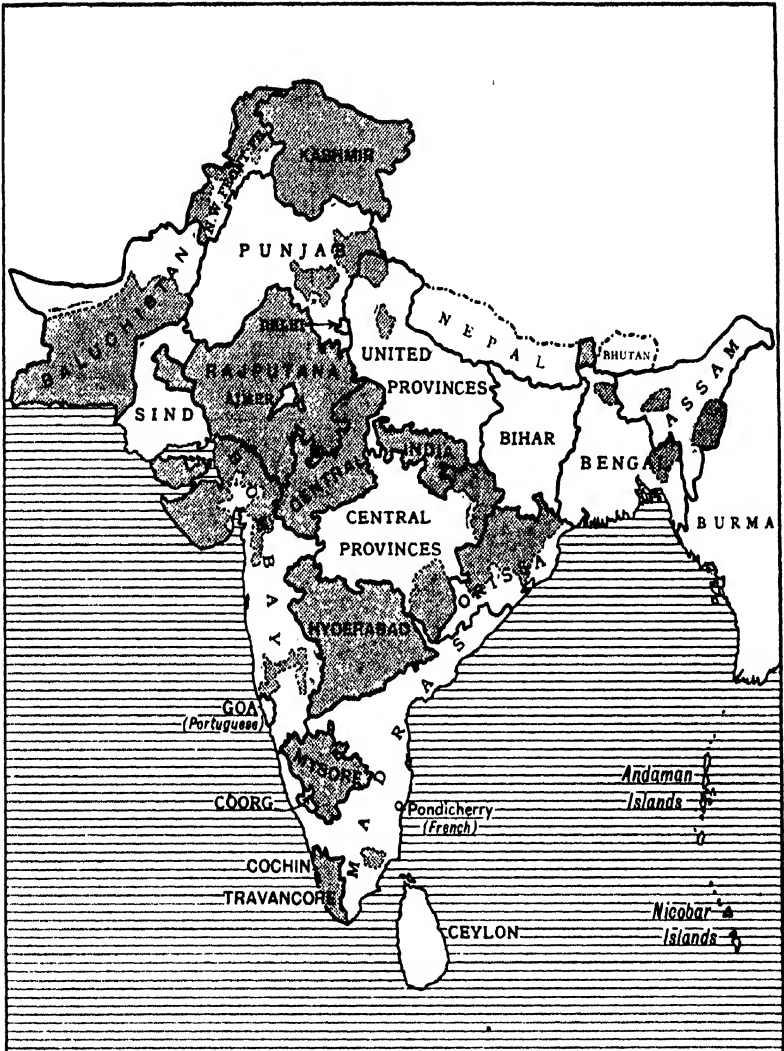 KASHMIR
N.W. FRONTIER
PUNJAB
BALUCHISTAN
DELHI
NEPAL
BHUTAN
RAJPUTANA
UNITED
PROVINCES
ASSAM
AJMER
SIND
BIHAR
INDIA
BENGAL
CENTRAL
CENTRAL
PROVINCES
BURMA
BOMBAY
ORISSA
HYDERABAD
GOA
(Portuguese)
MADRAS
MYSORE
Andaman
Islands
COORG
Pondicherry
(French)
COCHIN
TRAVANCORE
Nicobar
Islands
CEYLON